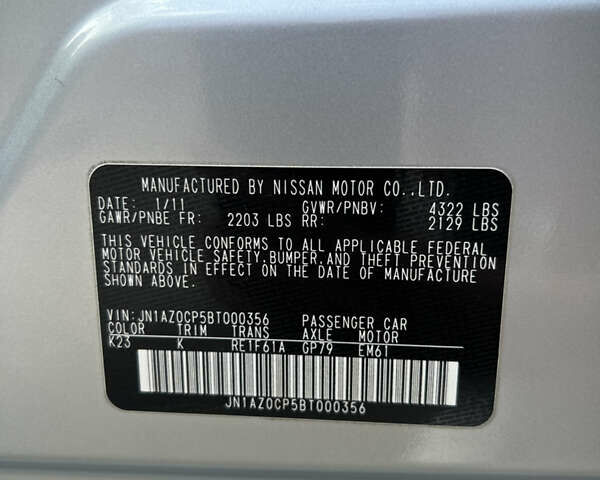 MANUFACTURED BY NISSAN MOTOR CO.,LTD.
DATE: 1/11 GVWR/PNBV: 4322 LBS
GAWR/PNBE FR: 2203 LBS RR: 2129 LBS
THIS VEHICLE CONFORMS TO ALL APPLICABLE FEDERAL
MOTOR VEHICLE SAFETY,BUMPER,AND THEFT PREVENTION
STANDARDS IN EFFECT ON THE DATE OF MANUFACTURE
SHOWN ABOVE.
VIN:JN1AZ0CP5BT000356 PASSENGER CAR
COLOR TRIM TRANS AXLE MOTOR
K23 K RE1F61A GP79 EM61
JN1AZ0CP5BT000356